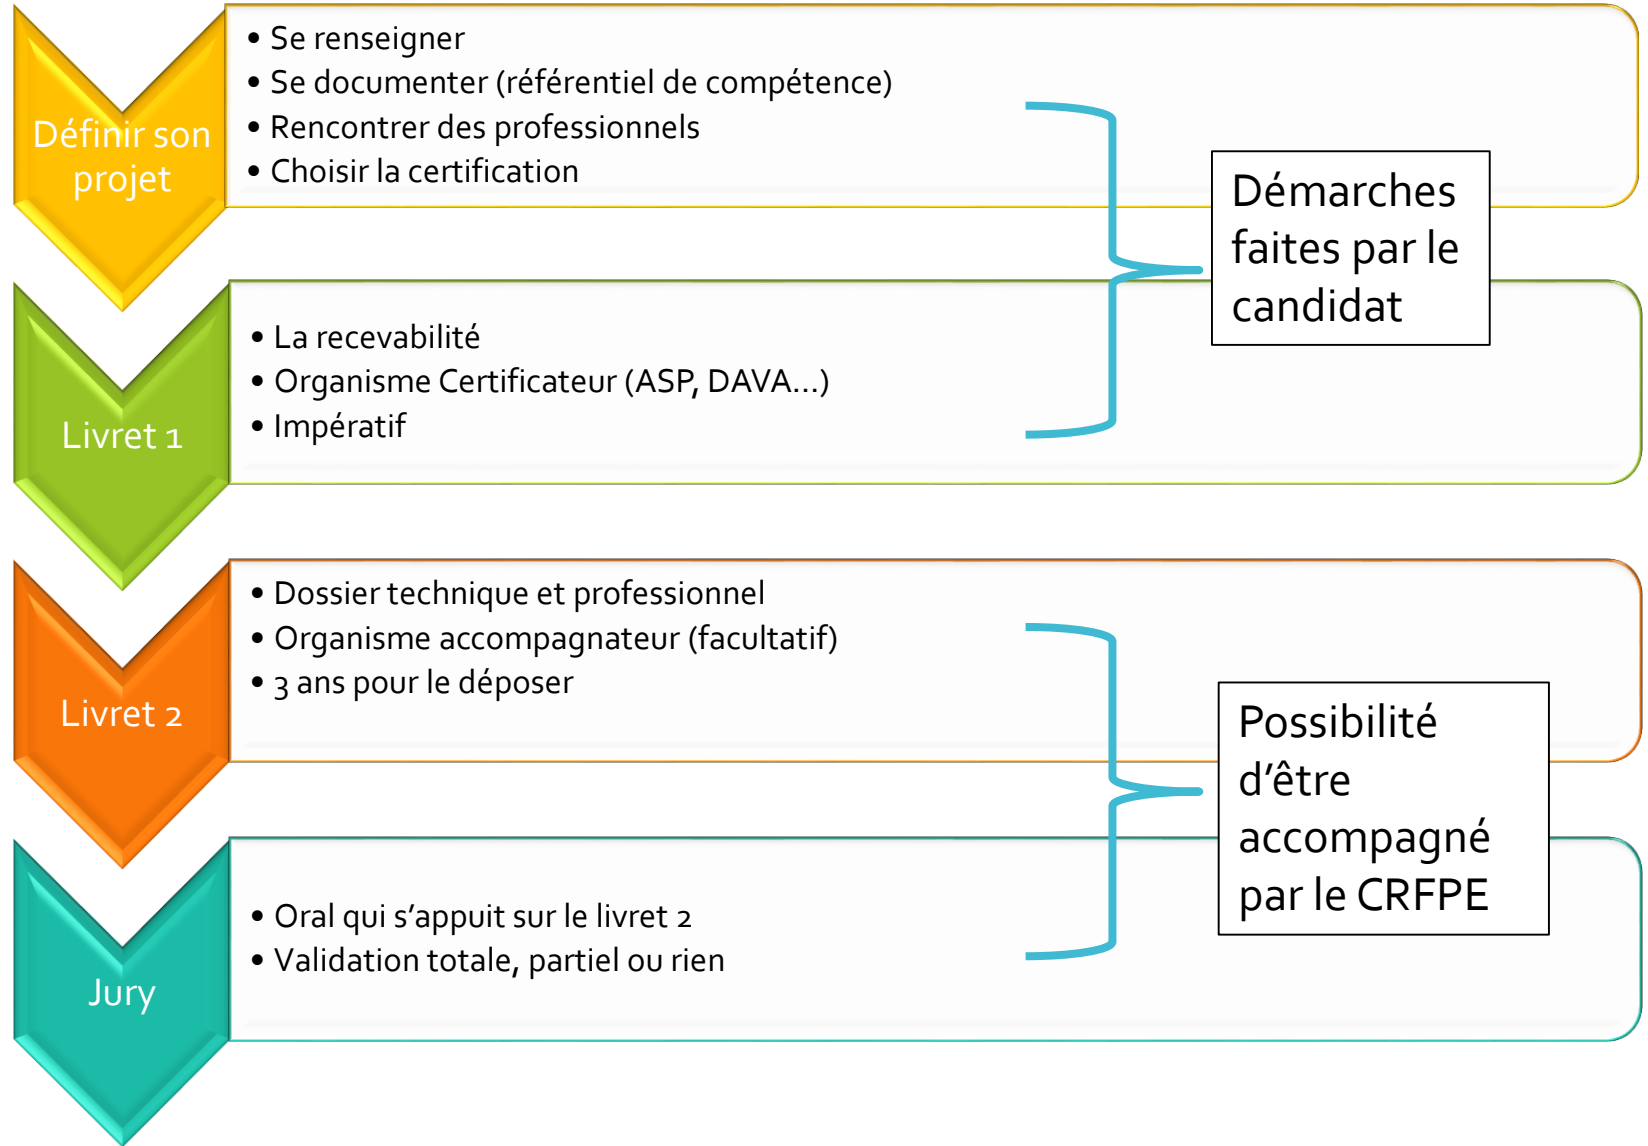 Définir son
projet
• Se renseigner
• Se documenter (référentiel de compétence)
• Rencontrer des professionnels
• Choisir la certification
Démarches
faites par le
candidat
Livret 1
• La recevabilité
• Organisme Certificateur (ASP, DAVA...)
• Impératif
Livret 2
• Dossier technique et professionnel
• Organisme accompagnateur (facultatif)
• 3 ans pour le déposer
Possibilité
d'être
accompagné
par le CRFPE
Jury
• Oral qui s'appuit sur le livret 2
• Validation totale, partiel ou rien